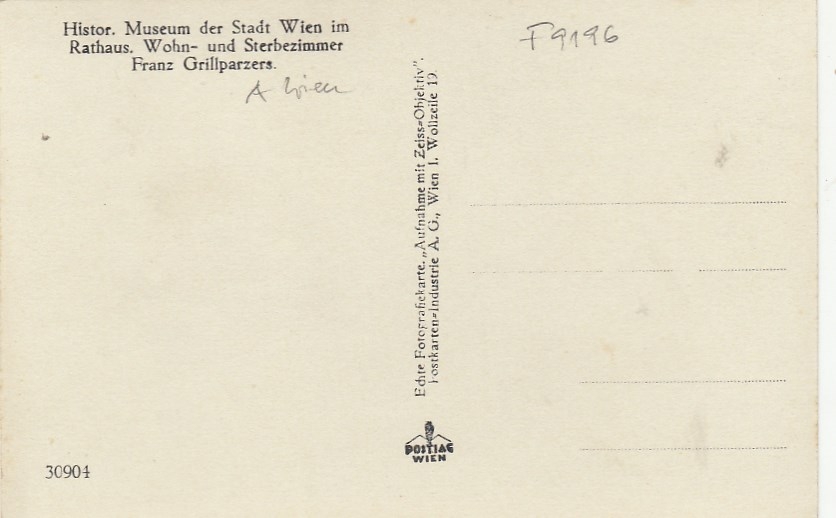 Histor. Museum der Stadt Wien im
Rathaus. Wohn- und Sterbezimmer
Franz Grillparzers.
A Wien
F9196
Echte Fotografiekarte. „Aufnahme mit Zeiss=Objektiv”.
Postkarten=Industrie A. G., Wien I. Wollzeile 19.
POSTIAG
WIEN
30904